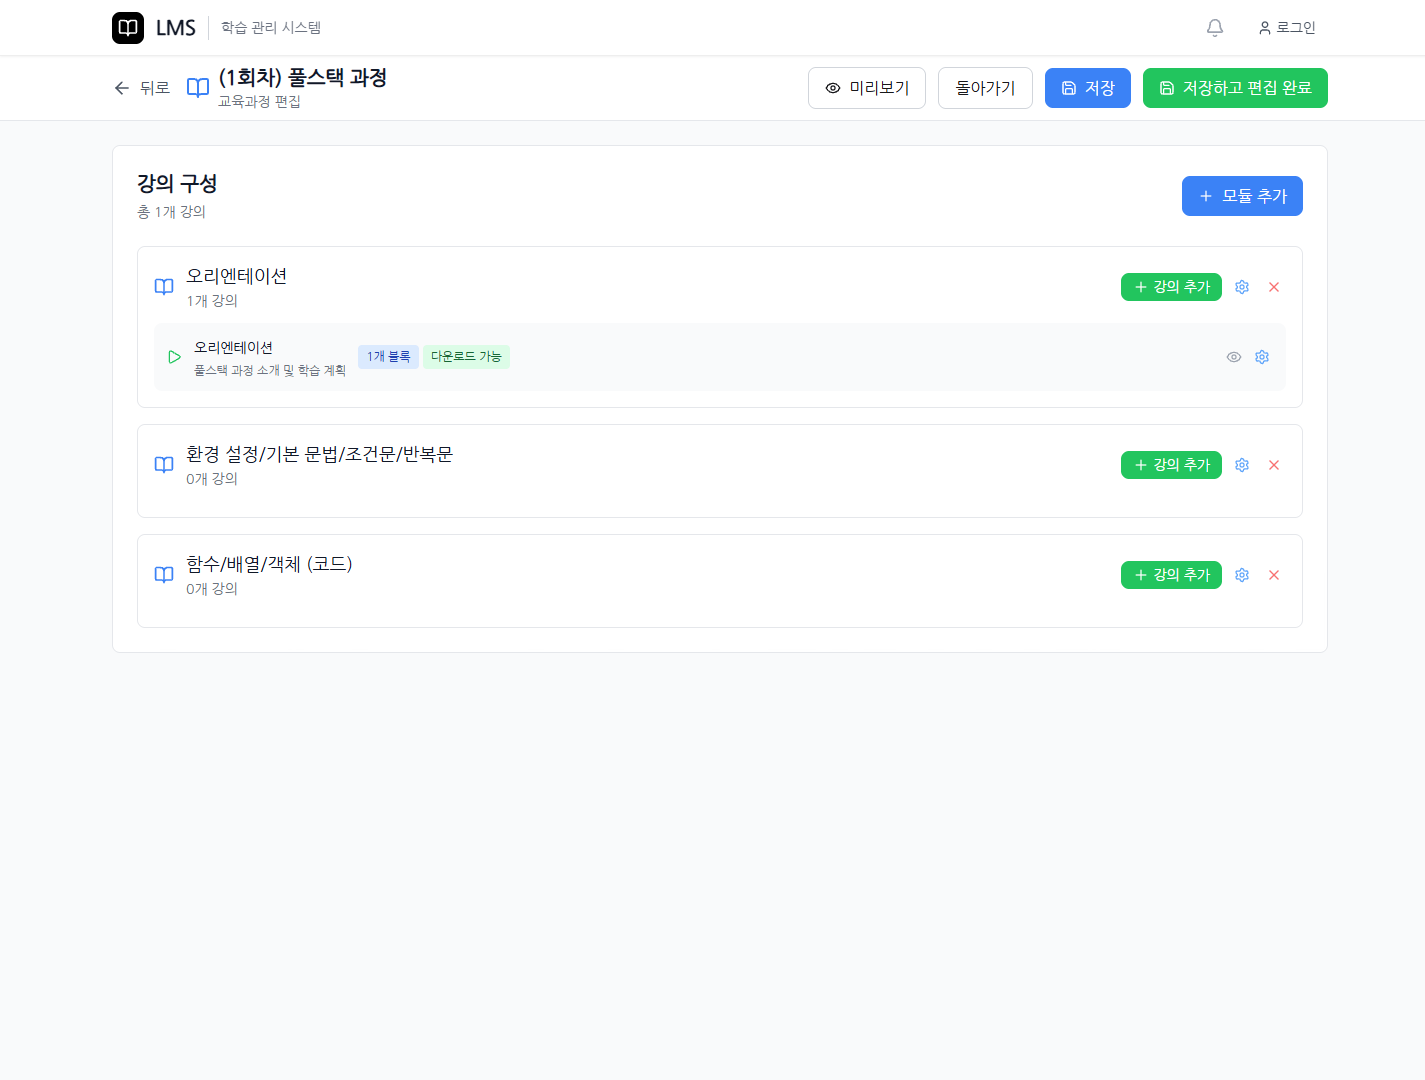 LMS 학습 관리 시스템 로그인
뒤로 (1회차) 풀스택 과정
교육과정 편집
미리보기 돌아가기 저장 저장하고 편집 완료
강의 구성
총 1개 강의
모듈 추가
오리엔테이션
1개 강의
강의 추가
오리엔테이션
풀스택 과정 소개 및 학습 계획
1개 블록 다운로드 가능
환경 설정/기본 문법/조건문/반복문
0개 강의
강의 추가
함수/배열/객체 (코드)
0개 강의
강의 추가